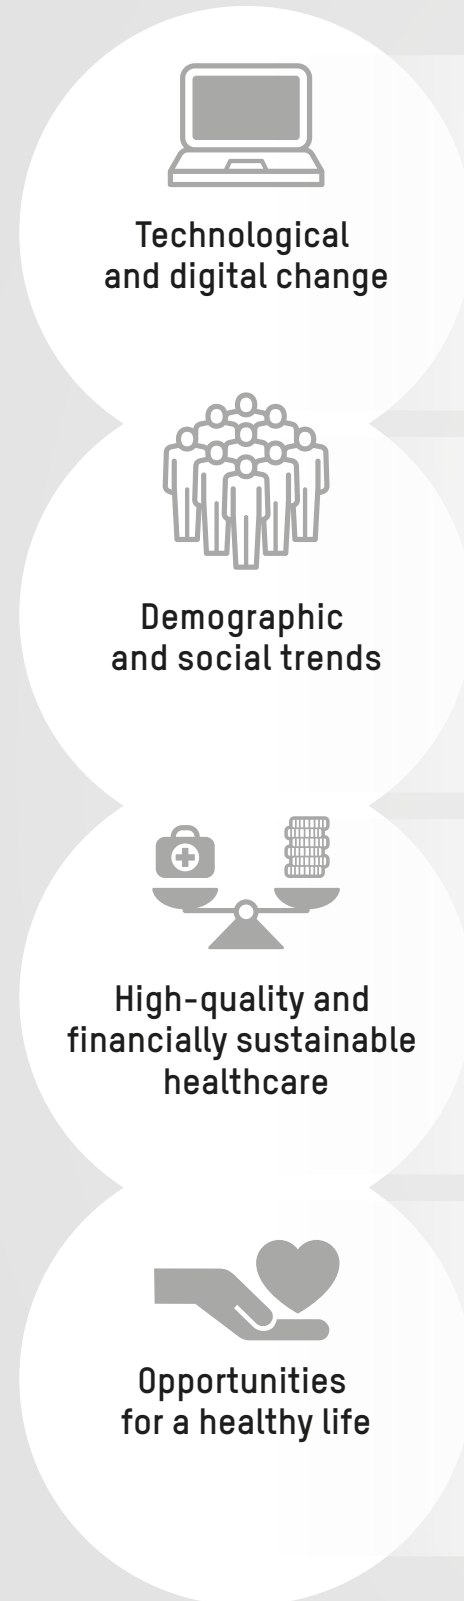 Technological
and digital change
Demographic
and social trends
High-quality and
financially sustainable
healthcare
Opportunities
for a healthy life